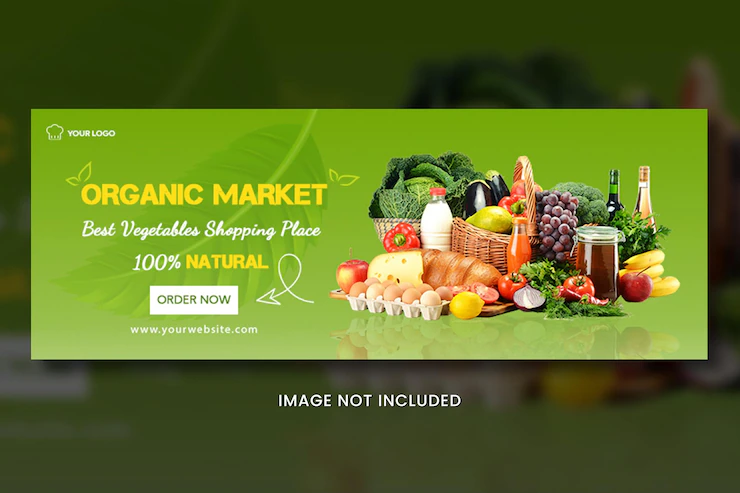 YOUR LOGO
ORGANIC MARKET
Best Vegetables Shopping Place
100% NATURAL
ORDER NOW
www.yourwebsite.com
IMAGE NOT INCLUDED